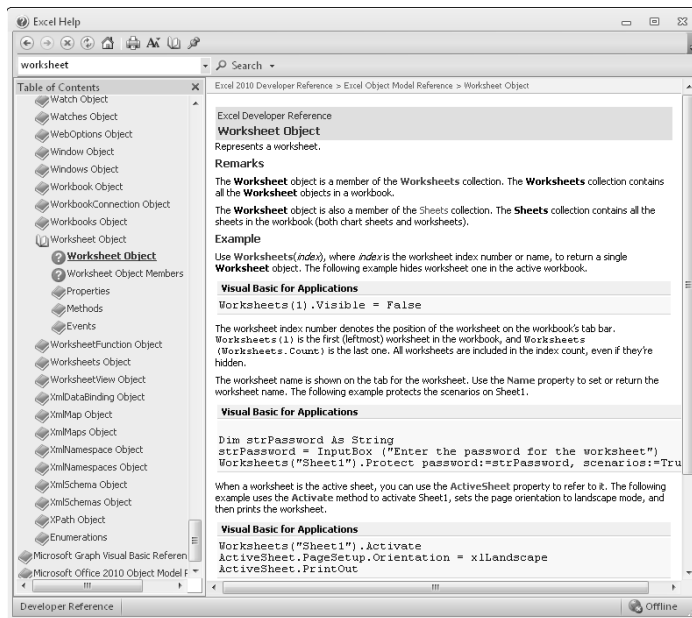 Excel Help
worksheet
Search
Table of Contents
Watch Object
Watches Object
WebOptions Object
Window Object
Windows Object
Workbook Object
WorkbookConnection Object
Workbooks Object
Worksheet Object
Worksheet Object
Worksheet Object Members
Properties
Methods
Events
WorksheetFunction Object
Worksheets Object
WorksheetView Object
XmlDataBinding Object
XmlMap Object
XmlMaps Object
XmlNamespace Object
XmlNamespaces Object
XmlSchema Object
XmlSchemas Object
XPath Object
Enumerations
Microsoft Graph Visual Basic Referen
Microsoft Office 2010 Object Model F
Excel 2010 Developer Reference > Excel Object Model Reference > Worksheet Object
Excel Developer Reference
Worksheet Object
Represents a worksheet.
Remarks
The Worksheet object is a member of the Worksheets collection. The Worksheets collection contains
all the Worksheet objects in a workbook.
The Worksheet object is also a member of the Sheets collection. The Sheets collection contains all the
sheets in the workbook (both chart sheets and worksheets).
Example
Use Worksheets(index), where index is the worksheet index number or name, to return a single
Worksheet object. The following example hides worksheet one in the active workbook.
Visual Basic for Applications
Worksheets(1).Visible = False
The worksheet index number denotes the position of the worksheet on the workbook's tab bar.
Worksheets(1) is the first (leftmost) worksheet in the workbook, and Worksheets
(Worksheets.Count) is the last one. All worksheets are included in the index count, even if they're
hidden.
The worksheet name is shown on the tab for the worksheet. Use the Name property to set or return the
worksheet name. The following example protects the scenarios on Sheet1.
Visual Basic for Applications
Dim strPassword As String
strPassword = InputBox ("Enter the password for the worksheet")
Worksheets("Sheet1").Protect password:=strPassword, scenarios:=Tru
When a worksheet is the active sheet, you can use the ActiveSheet property to refer to it. The following
example uses the Activate method to activate Sheet1, sets the page orientation to landscape mode, and
then prints the worksheet.
Visual Basic for Applications
Worksheets("Sheet1").Activate
ActiveSheet.PageSetup.Orientation = xlLandscape
ActiveSheet.PrintOut
Developer Reference
Offline